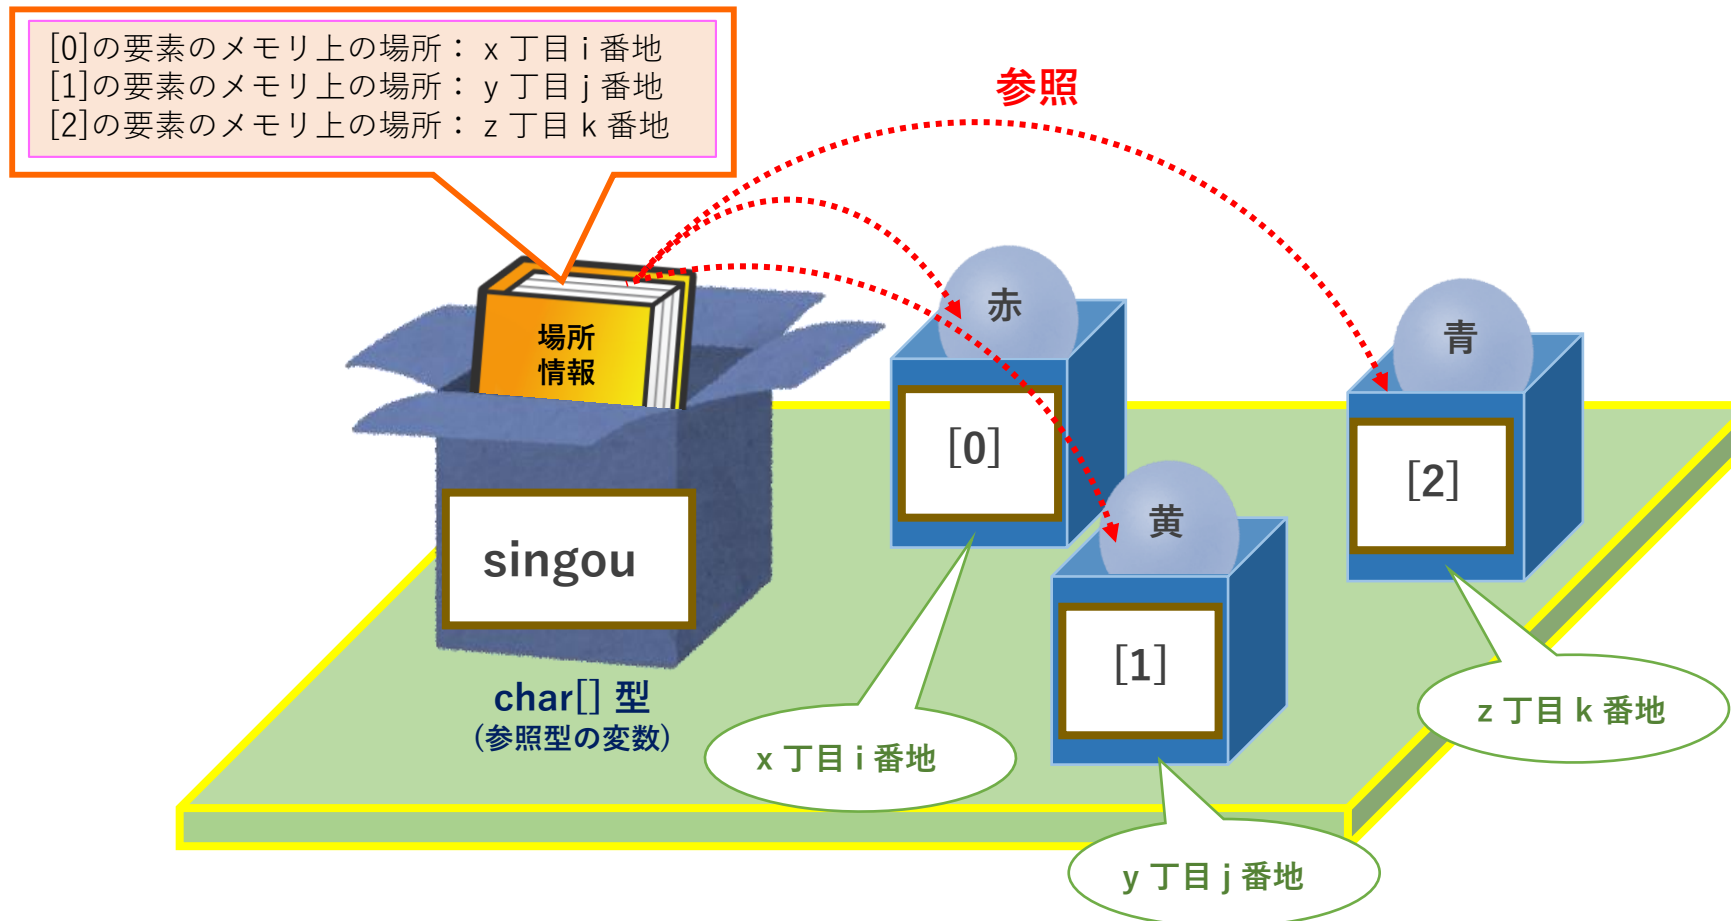 [0]の要素のメモリ上の場所： x 丁目 i 番地
[1]の要素のメモリ上の場所： y 丁目 j 番地
[2]の要素のメモリ上の場所： z 丁目 k 番地
参照
場所
情報
赤
青
[0]
[2]
黄
singou
[1]
char[] 型
(参照型の変数)
x 丁目 i 番地
z 丁目 k 番地
y 丁目 j 番地